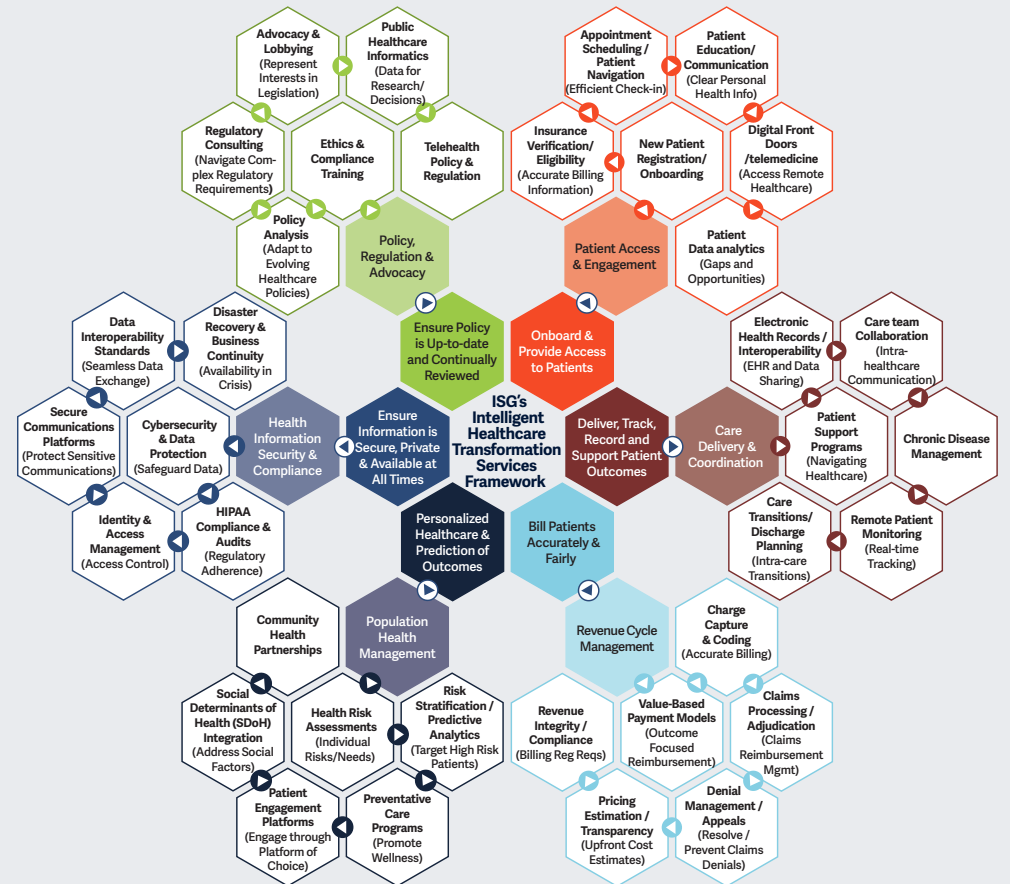 Advocacy &
Lobbying
(Represent
Interests in
Legislation)
Public
Healthcare
Informatics
(Data for
Research/
Decisions)
Regulatory
Consulting
(Navigate Com-
plex Regulatory
Requirements)
Ethics &
Compliance
Training
Telehealth
Policy &
Regulation
Policy
Analysis
(Adapt to
Evolving
Healthcare
Policies)
Policy,
Regulation &
Advocacy
Ensure Policy
is Up-to-date
and Continually
Reviewed
Appointment
Scheduling /
Patient
Navigation
(Efficient Check-in)
Patient
Education/
Communication
(Clear Personal
Health Info)
Insurance
Verification/
Eligibility
(Accurate Billing
Information)
New Patient
Registration/
Onboarding
Digital Front
Doors
/telemedicine
(Access Remote
Healthcare)
Patient Access
& Engagement
Patient
Data analytics
(Gaps and
Opportunities)
Onboard &
Provide Access
to Patients
Data
Interoperability
Standards
(Seamless Data
Exchange)
Disaster
Recovery &
Business
Continuity
(Availability in
Crisis)
Secure
Communications
Platforms
(Protect Sensitive
Communications)
Cybersecurity
& Data
Protection
(Safeguard Data)
Health
Information
Security &
Compliance
Ensure
Information is
Secure, Private
& Available at
All Times
Identity &
Access
Management
(Access Control)
HIPAA
Compliance &
Audits
(Regulatory
Adherence)
ISG's
Intelligent
Healthcare
Transformation
Services
Framework
Deliver, Track,
Record and
Support Patient
Outcomes
Care
Delivery &
Coordination
Electronic
Health Records /
Interoperability
(EHR and Data
Sharing)
Care team
Collaboration
(Intra-
healthcare
Communication)
Patient
Support
Programs
(Navigating
Healthcare)
Chronic Disease
Management
Care
Transitions/
Discharge
Planning
(Intra-care
Transitions)
Remote Patient
Monitoring
(Real-time
Tracking)
Personalized
Healthcare &
Prediction of
Outcomes
Population
Health
Management
Community
Health
Partnerships
Social
Determinants of
Health (SDoH)
Integration
(Address Social
Factors)
Health Risk
Assessments
(Individual
Risks/Needs)
Risk
Stratification /
Predictive
Analytics
(Target High Risk
Patients)
Patient
Engagement
Platforms
(Engage through
Platform of
Choice)
Preventative
Care
Programs
(Promote
Wellness)
Bill Patients
Accurately &
Fairly
Revenue Cycle
Management
Charge
Capture
& Coding
(Accurate Billing)
Revenue
Integrity /
Compliance
(Billing Reg Reqs)
Value-Based
Payment Models
(Outcome
Focused
Reimbursement)
Claims
Processing /
Adjudication
(Claims
Reimbursement
Mgmt)
Pricing
Estimation /
Transparency
(Upfront Cost
Estimates)
Denial
Management /
Appeals
(Resolve /
Prevent Claims
Denials)